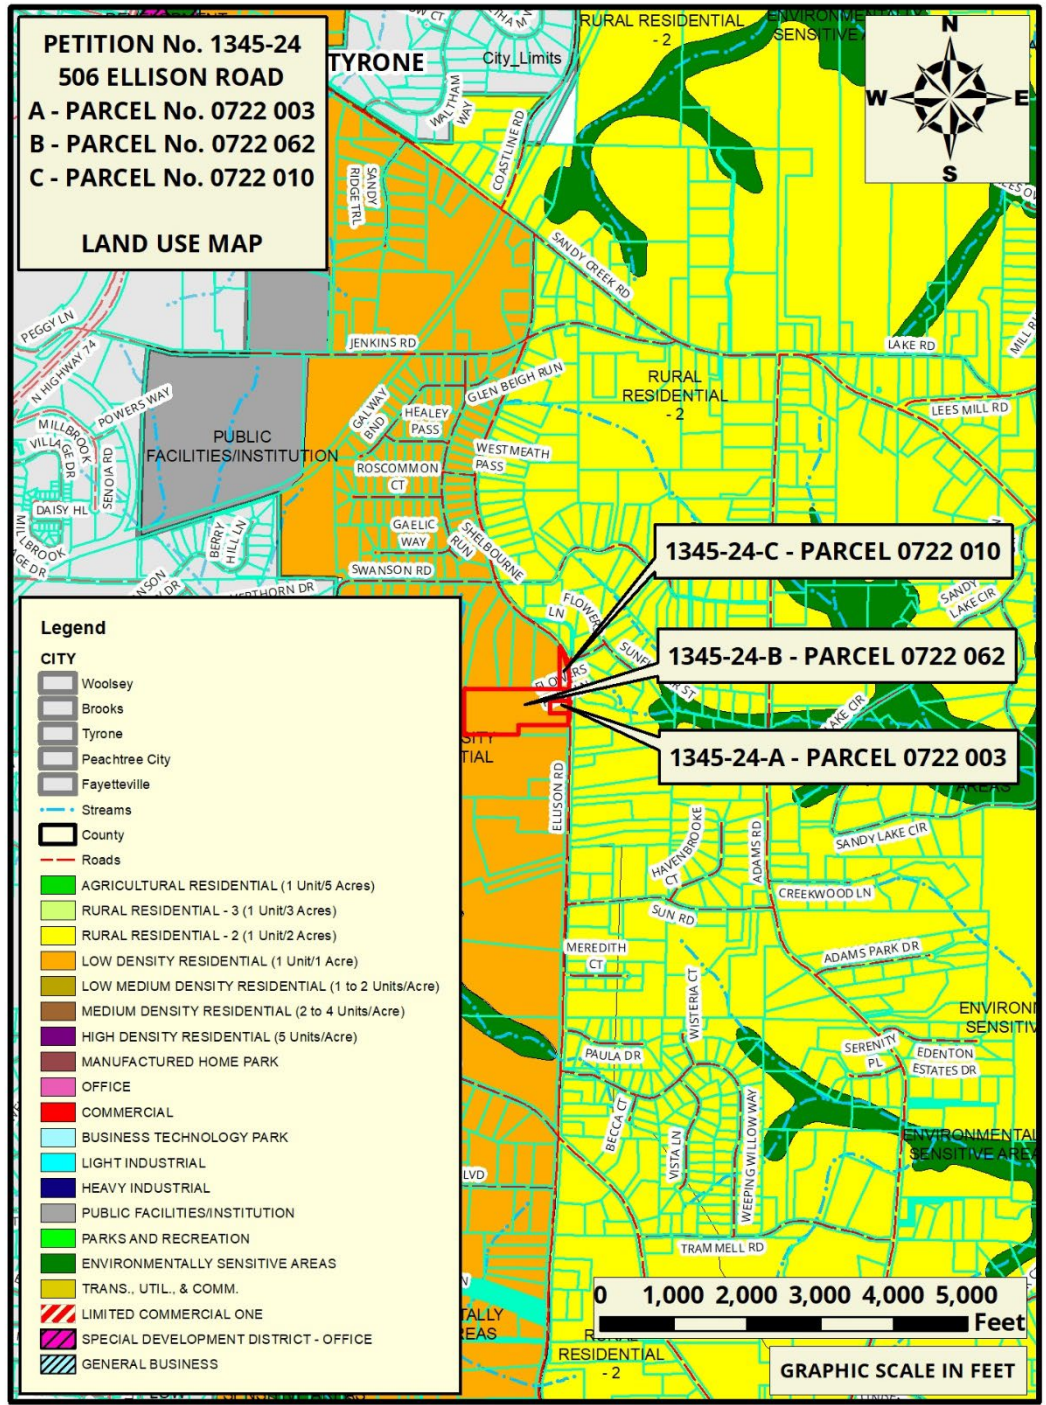 PETITION No. 1345-24
506 ELLISON ROAD
A - PARCEL No. 0722 003
B - PARCEL No. 0722 062
C - PARCEL No. 0722 010
LAND USE MAP
TYRONE
City_Limits
WALTHAM WAY
COASTLINE RD
RURAL RESIDENTIAL
- 2
N
W
E
S
SANDY RIDGE TRL
SANDY CREEK RD
PEGGY LN
N HIGHWAY 74
JENKINS RD
LAKE RD
MILL
GLEN BEIGH RUN
RURAL
RESIDENTIAL
- 2
LEES MILL RD
POWERS WAY
GALWAY BND
HEALEY PASS
MILLBROOK
VILLAGE DR
SENOIA RD
PUBLIC
FACILITIES/INSTITUTION
WESTMEATH PASS
ROSCOMMON CT
DAISY HL
MILLBROOK
BERRY HILL LN
GAELIC WAY
SHELBOURNE RUN
SWANSON RD
1345-24-C - PARCEL 0722 010
SANDY LAKE CIR
FLOWERS
LN
1345-24-B - PARCEL 0722 062
FLOWERS
LAKE CIR
1345-24-A - PARCEL 0722 003
AREAS
ELLISON RD
SANDY LAKE CIR
HAVENBROOKE CT
ADAMS RD
CREEKWOOD LN
SUN RD
MEREDITH CT
ADAMS PARK DR
WISTERIA CT
PAULA DR
SERENITY PL
EDENTON
ESTATES DR
BECCA CT
VISTA LN
WEEPING WILLOW WAY
ENVIRONMENTAL
SENSITIVE AREA
LVD
TRAMMELL RD
TALLY
REAS
RESIDENTIAL
- 2
Legend
CITY
Woolsey
Brooks
Tyrone
Peachtree City
Fayetteville
Streams
County
Roads
AGRICULTURAL RESIDENTIAL (1 Unit/5 Acres)
RURAL RESIDENTIAL - 3 (1 Unit/3 Acres)
RURAL RESIDENTIAL - 2 (1 Unit/2 Acres)
LOW DENSITY RESIDENTIAL (1 Unit/1 Acre)
LOW MEDIUM DENSITY RESIDENTIAL (1 to 2 Units/Acre)
MEDIUM DENSITY RESIDENTIAL (2 to 4 Units/Acre)
HIGH DENSITY RESIDENTIAL (5 Units/Acre)
MANUFACTURED HOME PARK
OFFICE
COMMERCIAL
BUSINESS TECHNOLOGY PARK
LIGHT INDUSTRIAL
HEAVY INDUSTRIAL
PUBLIC FACILITIES/INSTITUTION
PARKS AND RECREATION
ENVIRONMENTALLY SENSITIVE AREAS
TRANS., UTIL., & COMM.
LIMITED COMMERCIAL ONE
SPECIAL DEVELOPMENT DISTRICT - OFFICE
GENERAL BUSINESS
0 1,000 2,000 3,000 4,000 5,000
Feet
GRAPHIC SCALE IN FEET